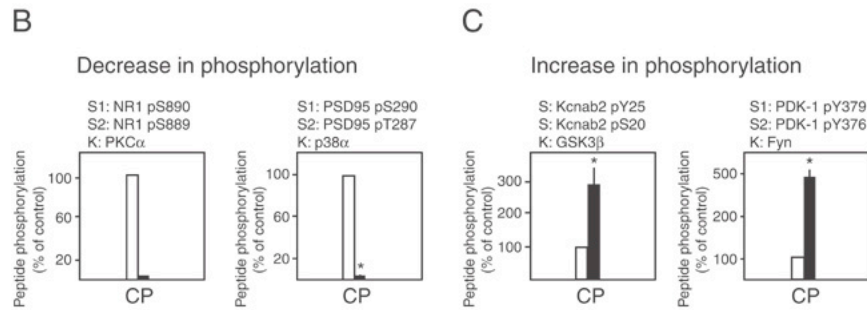 B
Decrease in phosphorylation
S1: NR1 pS890
S2: NR1 pS889
K: PKCα
Peptide phosphorylation
(% of control)
100
60
20
CP
S1: PSD95 pS290
S2: PSD95 pT287
K: p38α
Peptide phosphorylation
(% of control)
100
60
20
*
CP
C
Increase in phosphorylation
S: Kcnab2 pY25
S: Kcnab2 pS20
K: GSK3β
Peptide phosphorylation
(% of control)
300
200
100
*
CP
S1: PDK-1 pY379
S2: PDK-1 pY376
K: Fyn
Peptide phosphorylation
(% of control)
500
200
100
*
CP